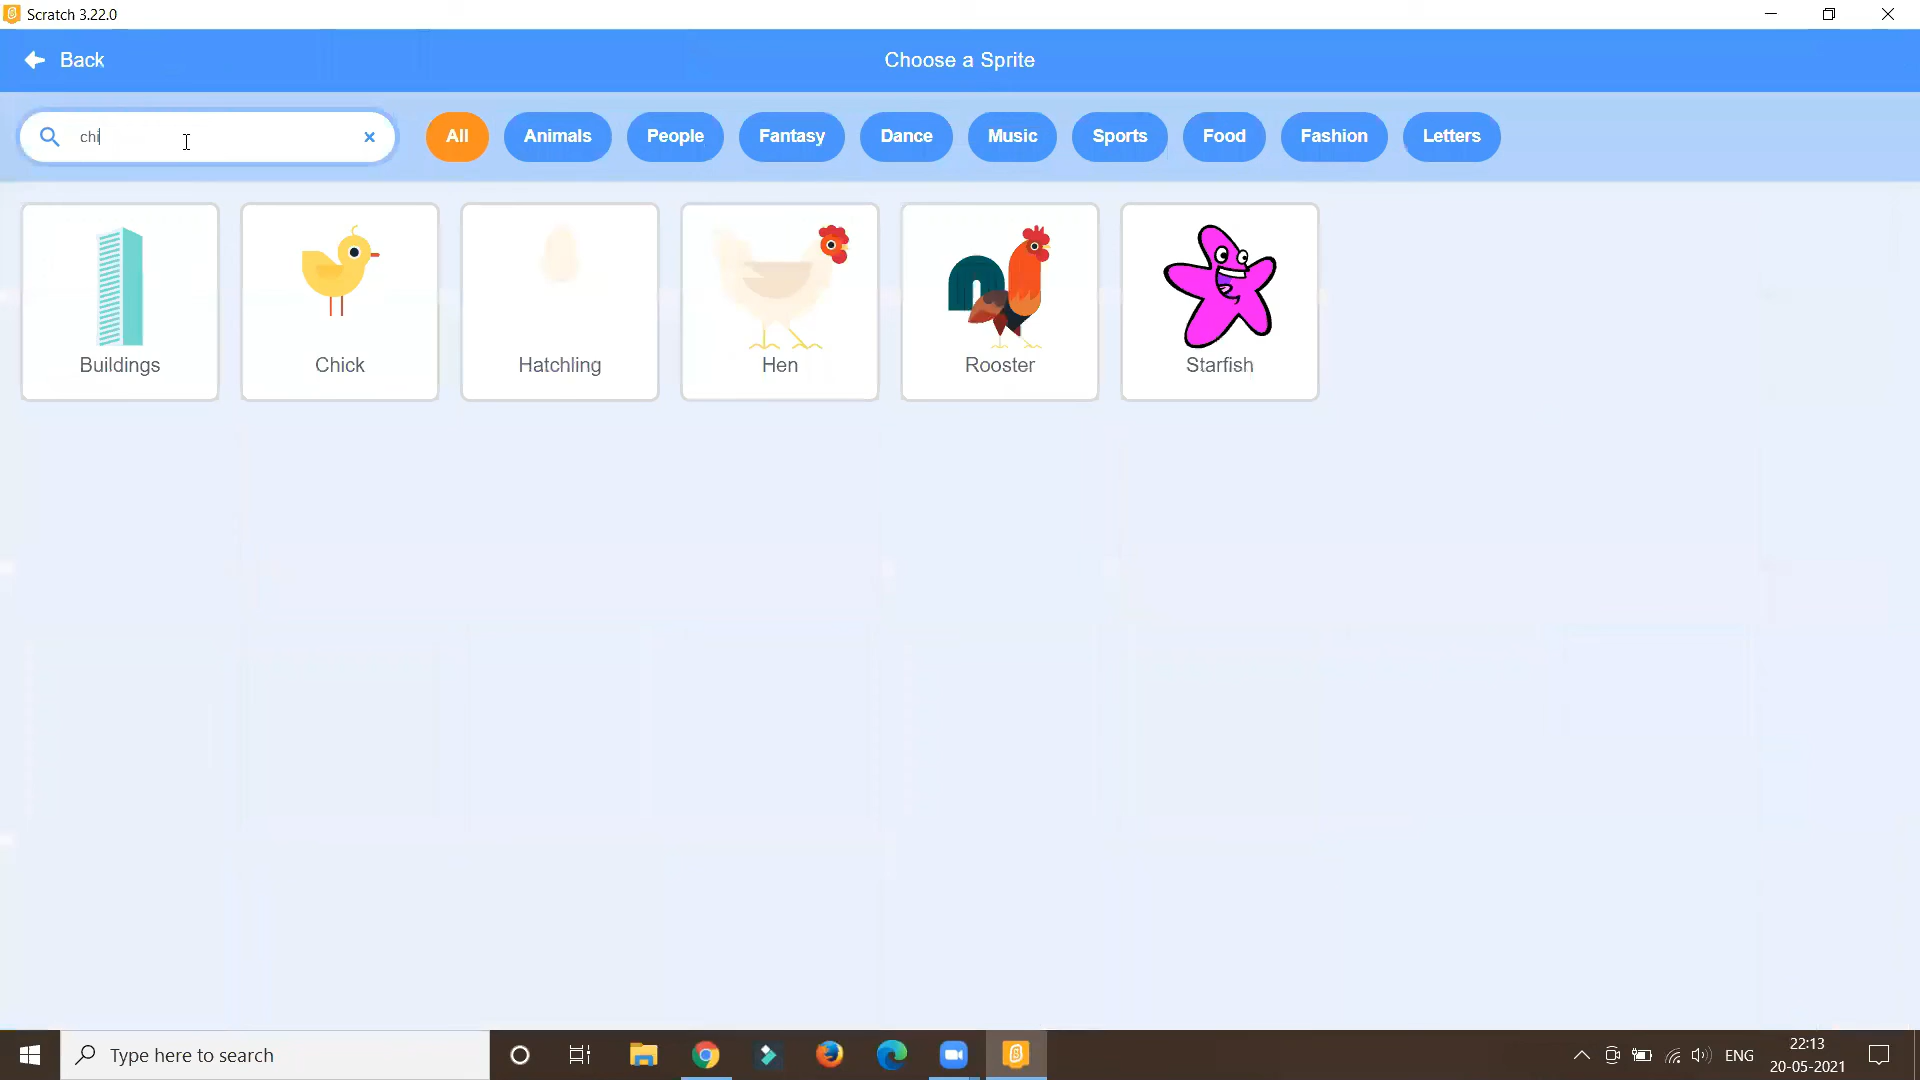 Scratch 3.22.0
Back
Choose a Sprite
chi
All
Animals
People
Fantasy
Dance
Music
Sports
Food
Fashion
Letters
Buildings
Chick
Hatchling
Hen
Rooster
Starfish
Type here to search
ENG
22:13
20-05-2021